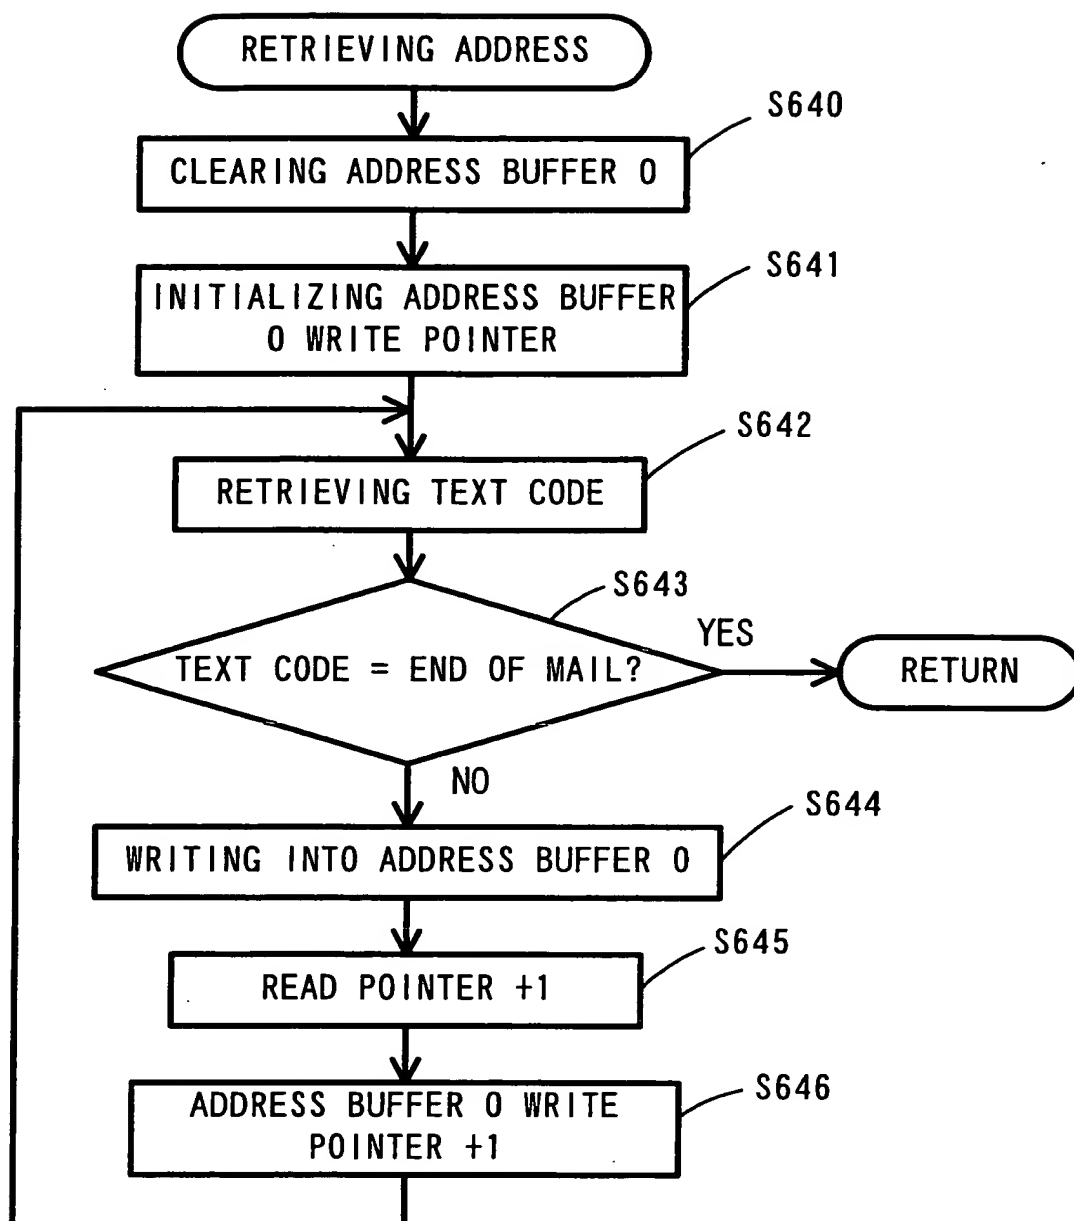 RETRIEVING ADDRESS
S640
CLEARING ADDRESS BUFFER 0
S641
INITIALIZING ADDRESS BUFFER
0 WRITE POINTER
S642
RETRIEVING TEXT CODE
S643
YES
TEXT CODE = END OF MAIL?
RETURN
NO
S644
WRITING INTO ADDRESS BUFFER 0
S645
READ POINTER +1
S646
ADDRESS BUFFER 0 WRITE
POINTER +1